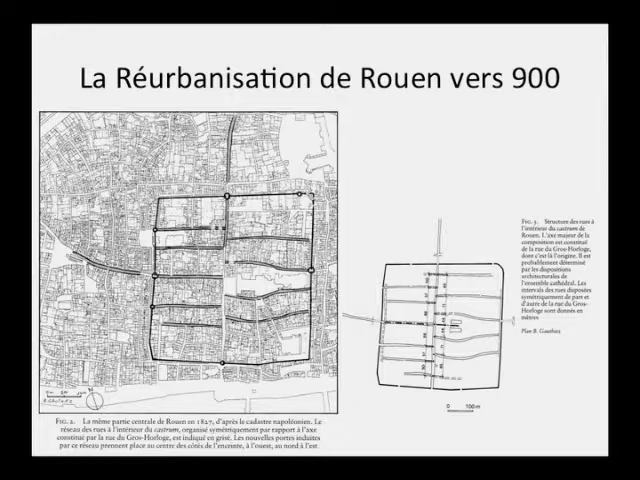 La Réurbanisation de Rouen vers 900
FIG. 2. La même partie centrale de Rouen en 1827, d'après le cadastre napoléonien. Le
réseau des rues à l'intérieur du castrum, organisé symétriquement par rapport à l'axe
constitué par la rue du Gros-Horloge, est indiqué en grisé. Les nouvelles portes induites
par ce réseau prennent place au centre des côtés de l'enceinte, à l'ouest, au nord à l'est
FIG. 3. Structure des rues à
l'intérieur du castrum de
Rouen. L'axe majeur de la
composition est constitué
de la rue du Gros-Horloge,
dont c'est là l'origine. Il est
probablement déterminé
par les dispositions
architecturales de
l'ensemble cathédral. Les
intervals des rues disposées
symétriquement de part et
d'autre de la rue du Gros-
Horloge sont donnés en
mètres
Plan B. Gauthiez
0 100 m